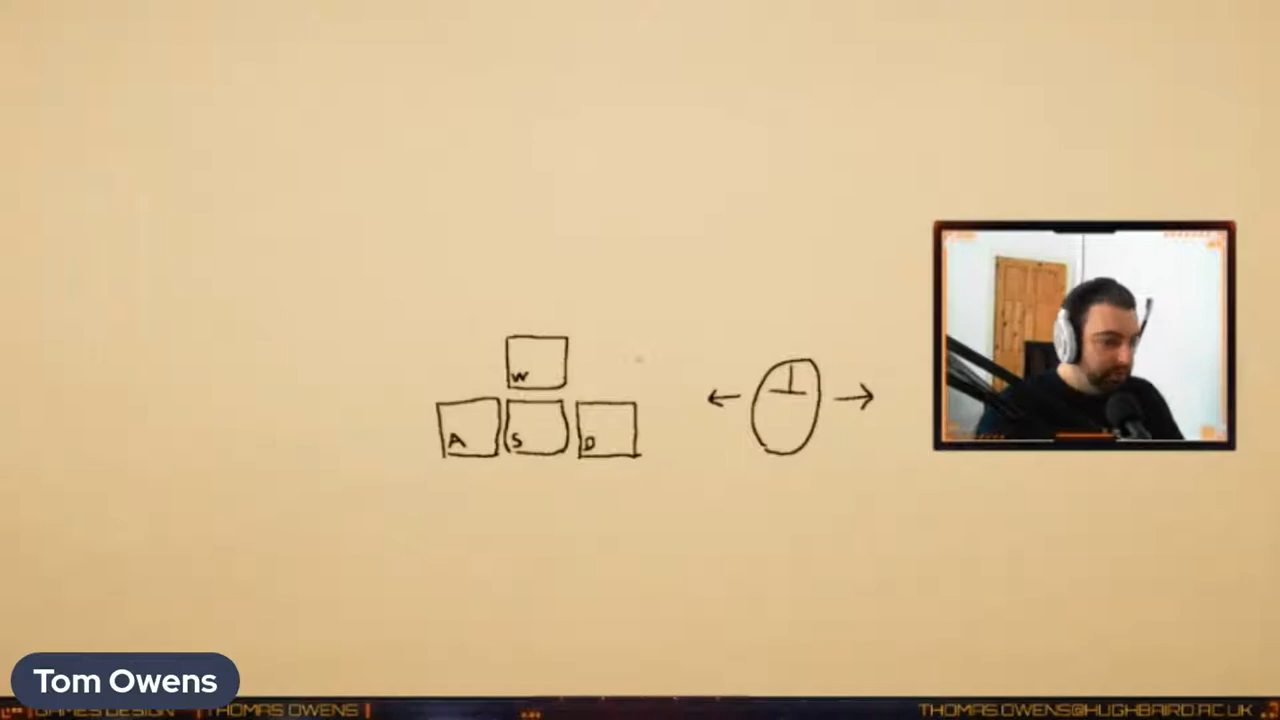 W
A S D
Tom Owens
GAMES DESIGN | THOMAS OWENS |
THOMAS.OWENS@HUGHBAIRD.AC.UK